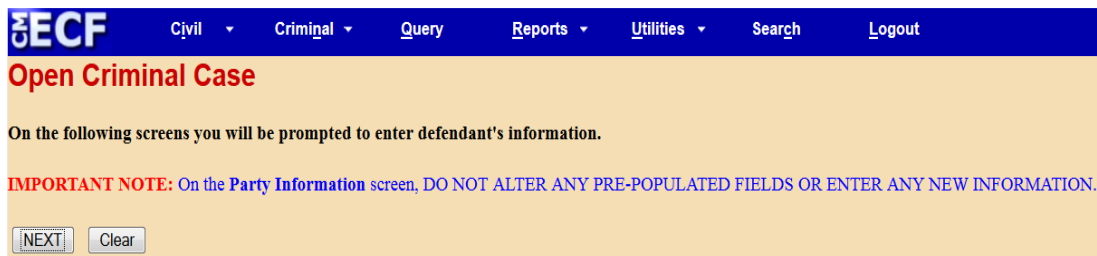 CM ECF Civil Criminal Query Reports Utilities Search Logout
Open Criminal Case
On the following screens you will be prompted to enter defendant's information.
IMPORTANT NOTE: On the Party Information screen, DO NOT ALTER ANY PRE-POPULATED FIELDS OR ENTER ANY NEW INFORMATION.
NEXT Clear